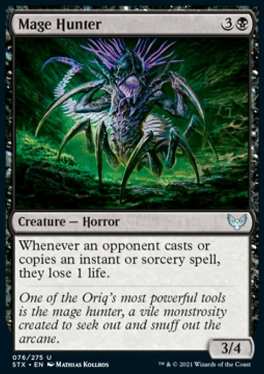 Mage Hunter 3
Creature — Horror
Whenever an opponent casts or
copies an instant or sorcery spell,
they lose 1 life.
One of the Oriq's most powerful tools
is the mage hunter, a vile monstrosity
created to seek out and snuff out the
arcane.
3/4
076/275 U
STX • EN Mathias Kollros
™ & © 2021 Wizards of the Coast